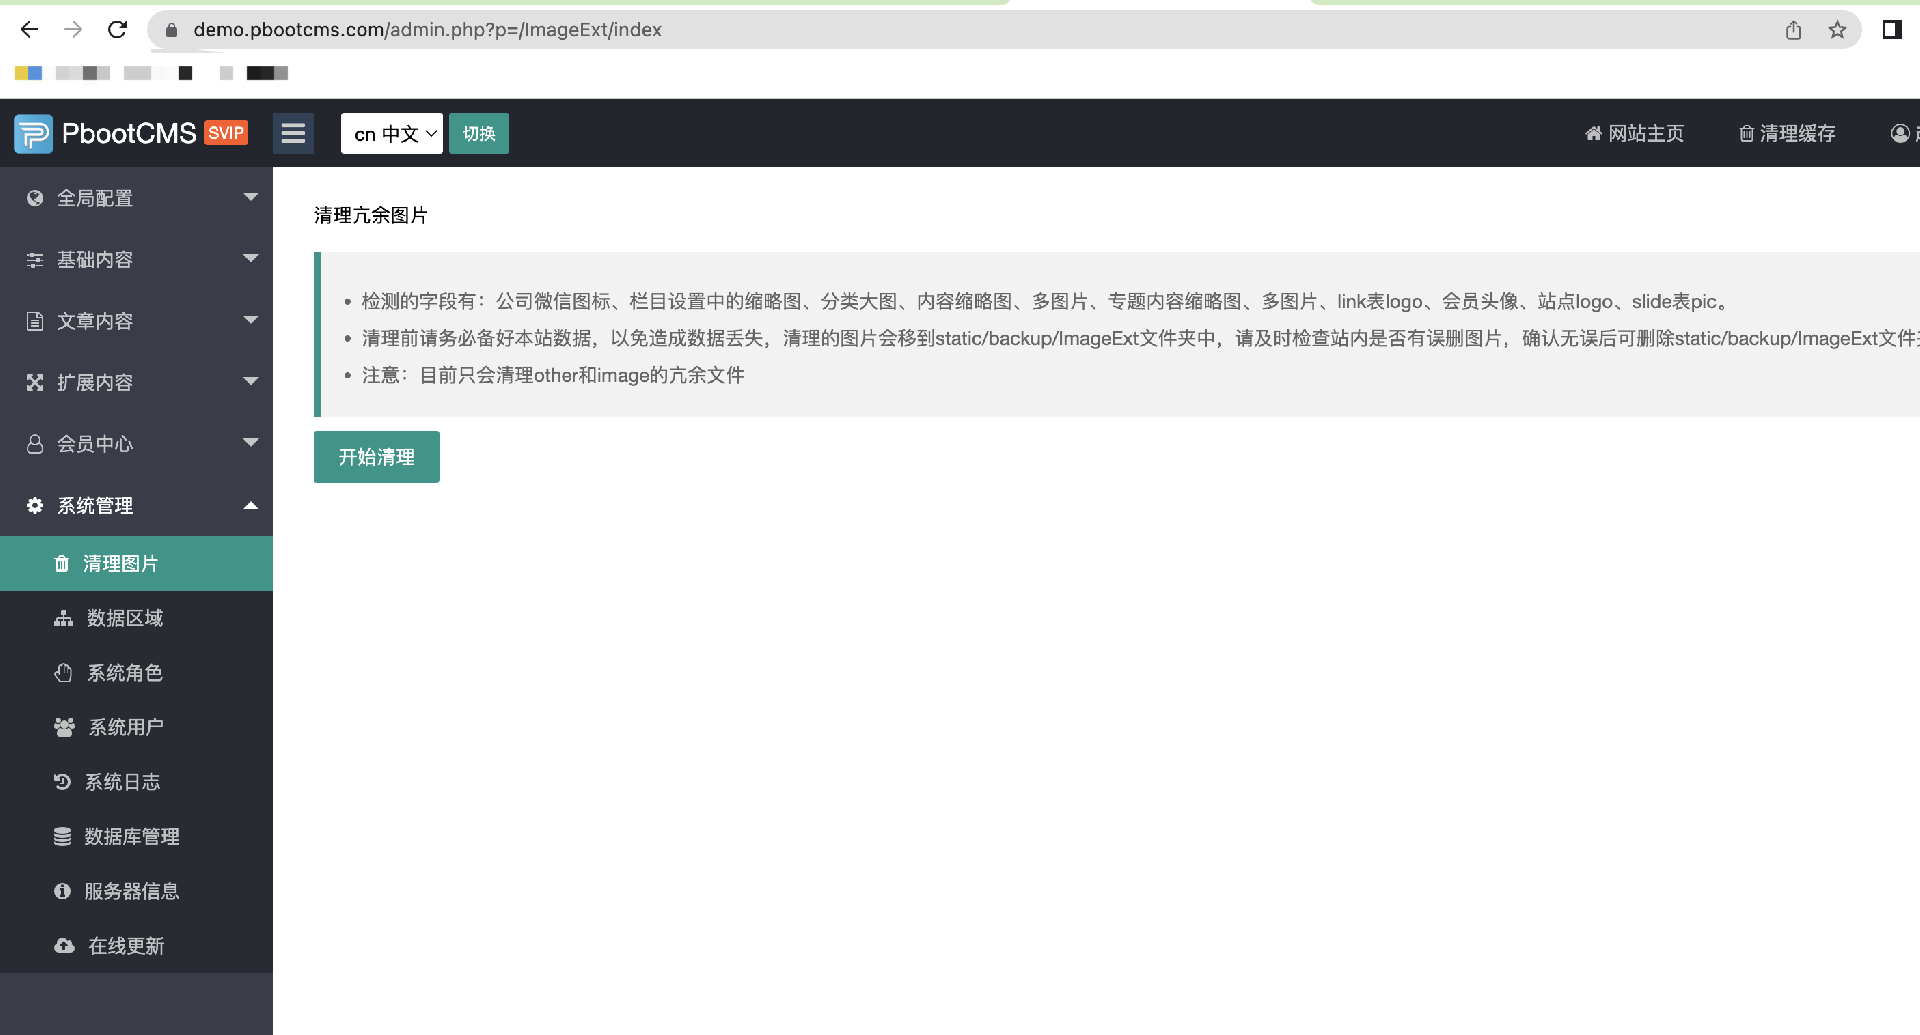 demo.pbootcms.com/admin.php?p=/ImageExt/index
PbootCMS SVIP
cn 中文
切换
网站主页
清理缓存
全局配置
基础内容
文章内容
扩展内容
会员中心
系统管理
清理图片
数据区域
系统角色
系统用户
系统日志
数据库管理
服务器信息
在线更新
清理亢余图片
检测的字段有：公司微信图标、栏目设置中的缩略图、分类大图、内容缩略图、多图片、专题内容缩略图、多图片、link表logo、会员头像、站点logo、slide表pic。
清理前请务必备好本站数据，以免造成数据丢失，清理的图片会移到static/backup/ImageExt文件夹中，请及时检查站内是否有误删图片，确认无误后可删除static/backup/ImageExt文件
注意：目前只会清理other和image的亢余文件
开始清理